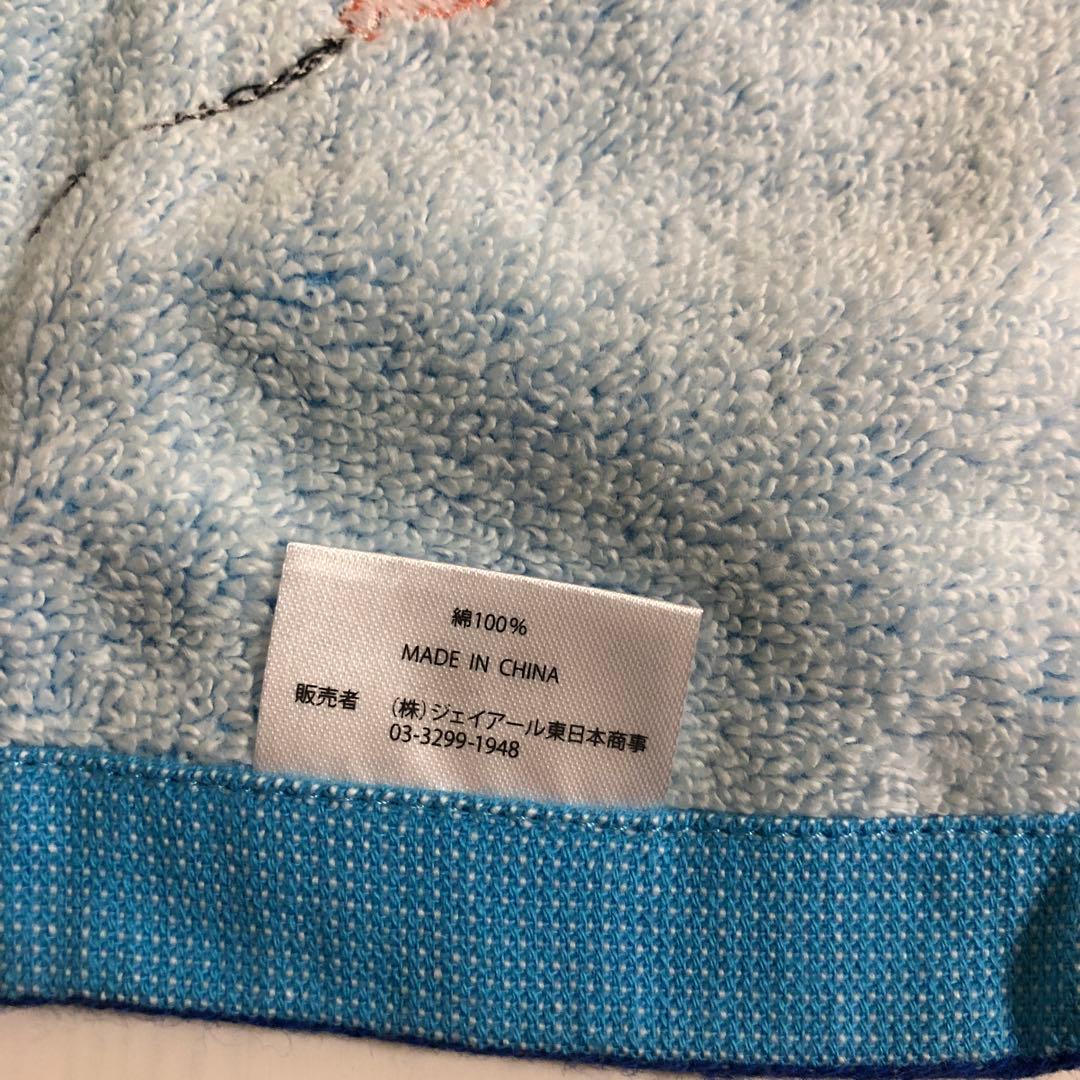 綿100%
MADE IN CHINA
販売者 (株)ジェイアール東日本商事
03-3299-1948